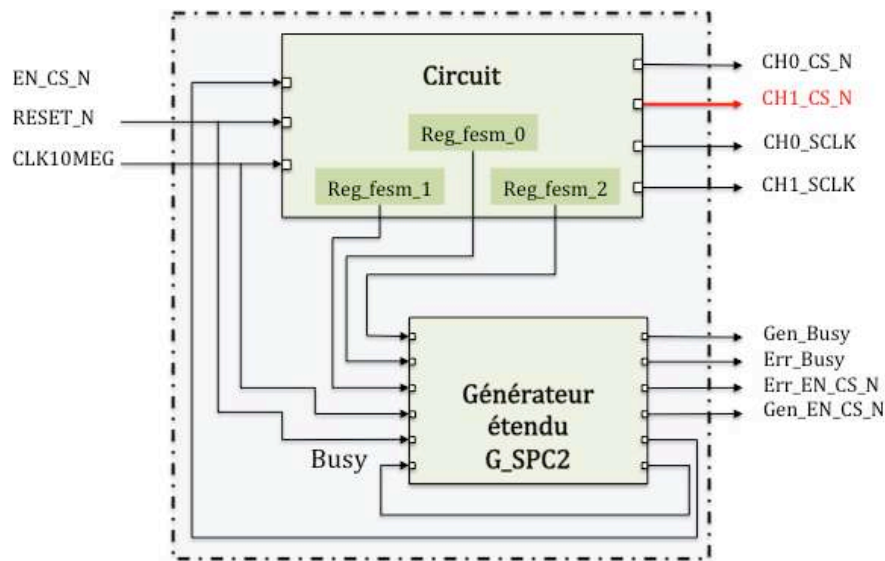 EN_CS_N
RESET_N
CLK10MEG
Circuit
Reg_fesm_0
Reg_fesm_1
Reg_fesm_2
CH0_CS_N
CH1_CS_N
CH0_SCLK
CH1_SCLK
Busy
Générateur
étendu
G_SPC2
Gen_Busy
Err_Busy
Err_EN_CS_N
Gen_EN_CS_N